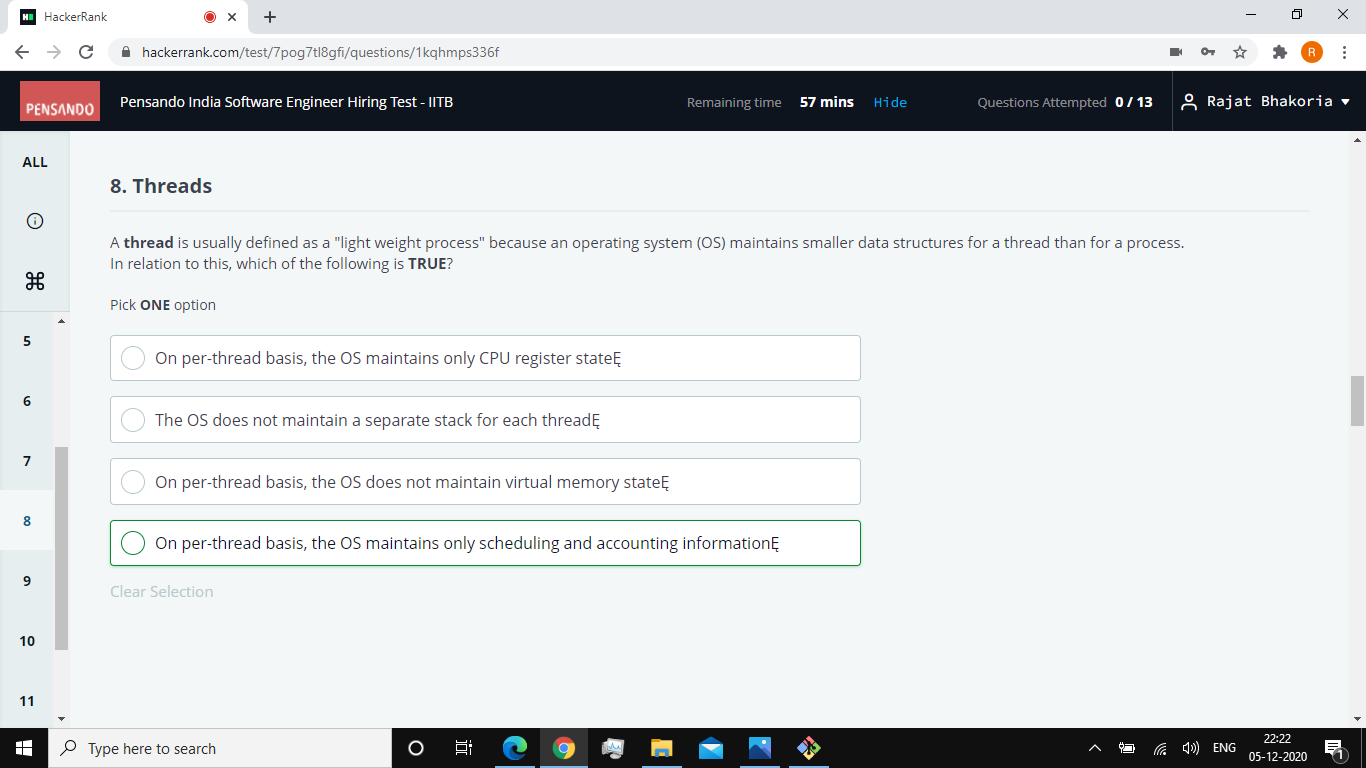 HackerRank
hackerrank.com/test/7pog7tl8gfi/questions/1kqhmps336f
R
PENSANDO
Pensando India Software Engineer Hiring Test - IITB
Remaining time 57 mins Hide
Questions Attempted 0 / 13
Rajat Bhakoria
ALL
5
6
7
8
9
10
11
8. Threads
A thread is usually defined as a "light weight process" because an operating system (OS) maintains smaller data structures for a thread than for a process.
In relation to this, which of the following is TRUE?
Pick ONE option
On per-thread basis, the OS maintains only CPU register stateĘ
The OS does not maintain a separate stack for each threadĘ
On per-thread basis, the OS does not maintain virtual memory stateĘ
On per-thread basis, the OS maintains only scheduling and accounting informationĘ
Clear Selection
Type here to search
ENG
22:22
05-12-2020
1